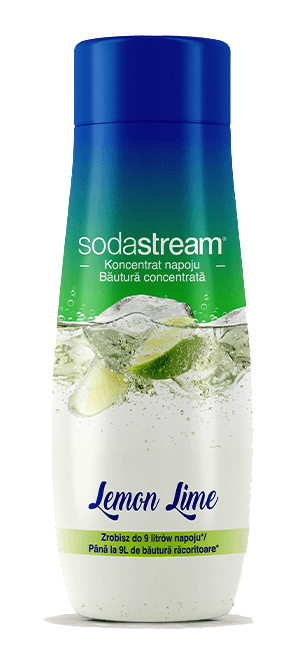 sodastream®
Koncentrat napoju
Băutură concentrată
Lemon Lime
Zrobisz do 9 litrów napoju*/
Până la 9L de băutură răcoritoare*